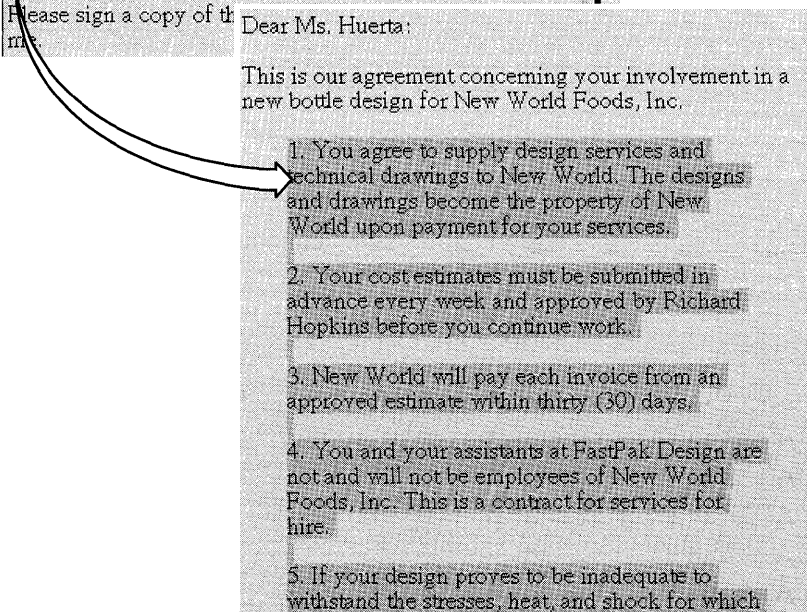 Please sign a copy of th
me.
Dear Ms. Huerta:
This is our agreement concerning your involvement in a
new bottle design for New World Foods, Inc.
1. You agree to supply design services and
technical drawings to New World. The designs
and drawings become the property of New
World upon payment for your services.
2. Your cost estimates must be submitted in
advance every week and approved by Richard
Hopkins before you continue work.
3. New World will pay each invoice from an
approved estimate within thirty (30) days.
4. You and your assistants at FastPak Design are
not and will not be employees of New World
Foods, Inc. This is a contract for services for
hire.
5. If your design proves to be inadequate to
withstand the stresses, heat, and shock for which